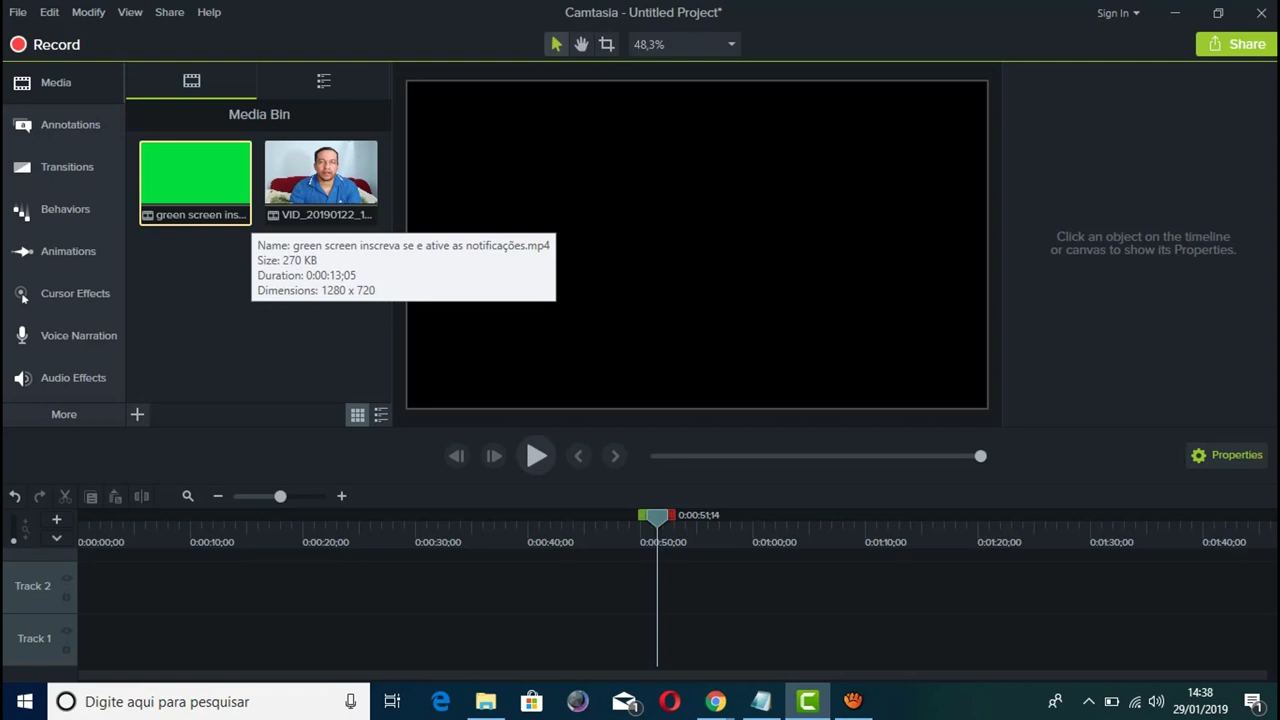 File Edit Modify View Share Help
Camtasia - Untitled Project*
Sign In
Record
48,3%
Share
Media
Annotations
Transitions
Behaviors
Animations
Cursor Effects
Voice Narration
Audio Effects
More
Media Bin
green screen ins...
VID_20190122_1...
Name: green screen inscreva se e ative as notificações.mp4
Size: 270 KB
Duration: 0:00:13;05
Dimensions: 1280 x 720
Click an object on the timeline
or canvas to show its Properties.
Properties
0:00:51;14
0:00:00;00 0:00:10;00 0:00:20;00 0:00:30;00 0:00:40;00 0:00:50;00 0:01:00;00 0:01:10;00 0:01:20;00 0:01:30;00 0:01:40;00
Track 2
Track 1
Digite aqui para pesquisar
1
14:38
29/01/2019
1